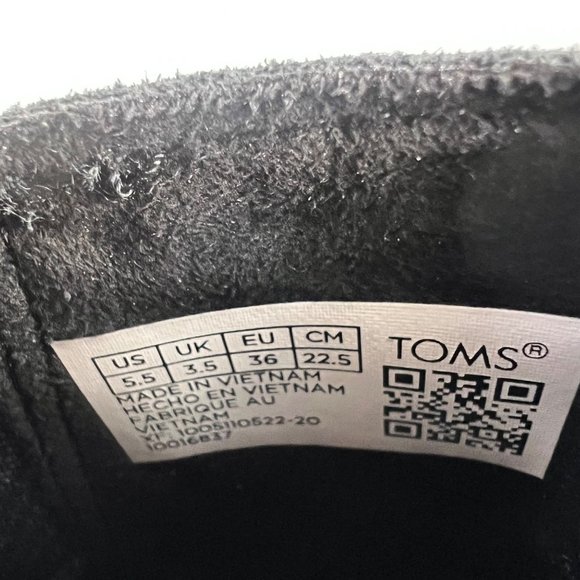 US UK EU CM
5.5 3.5 36 22.5
MADE IN VIETNAM
HECHO EN VIETNAM
FABRIQUE AU
VIETNAM
10016837
TOMS®